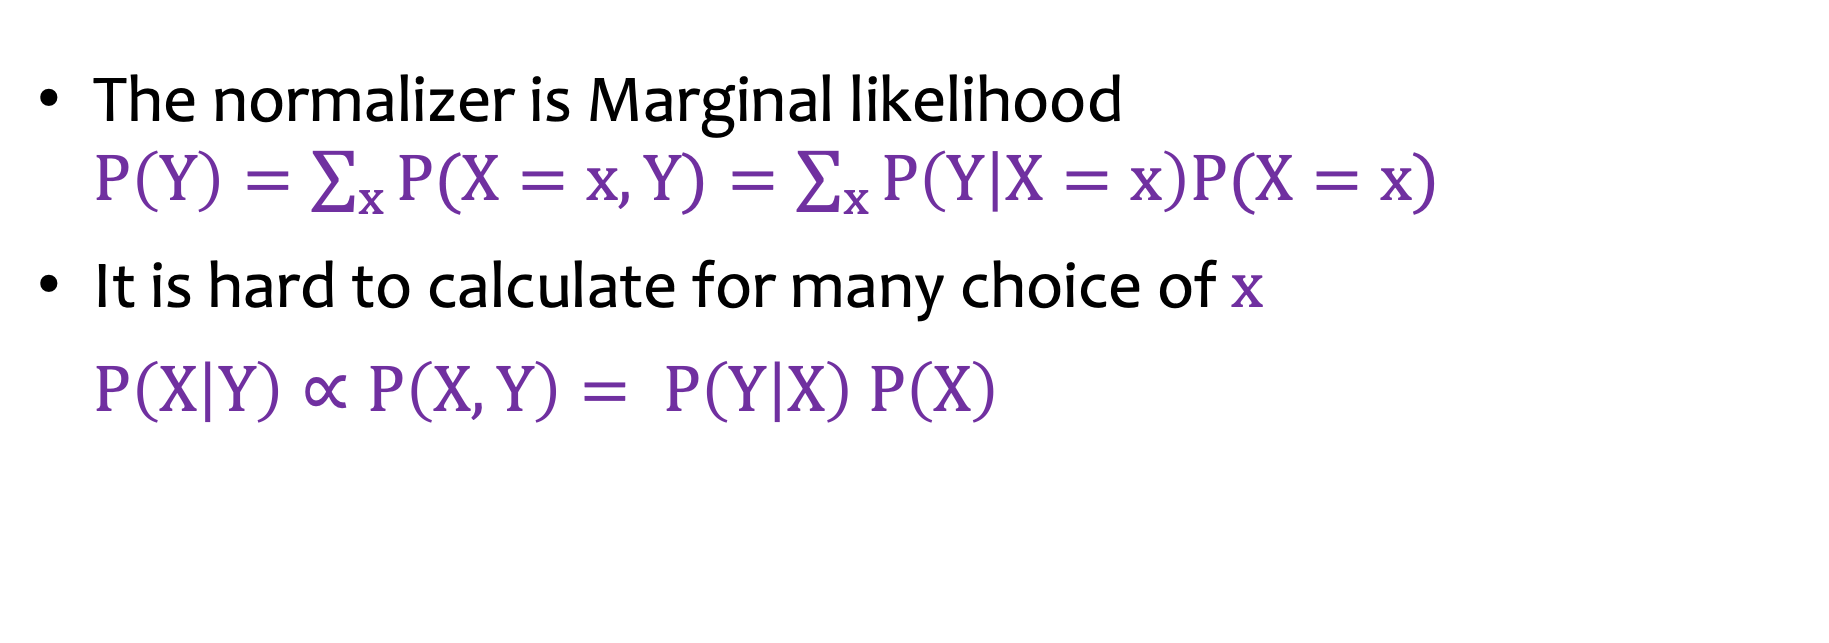 • The normalizer is Marginal likelihood
P(Y) = ∑ₓ P(X = x, Y) = ∑ₓ P(Y|X = x)P(X = x)
• It is hard to calculate for many choice of x
P(X|Y) ∝ P(X, Y) = P(Y|X) P(X)